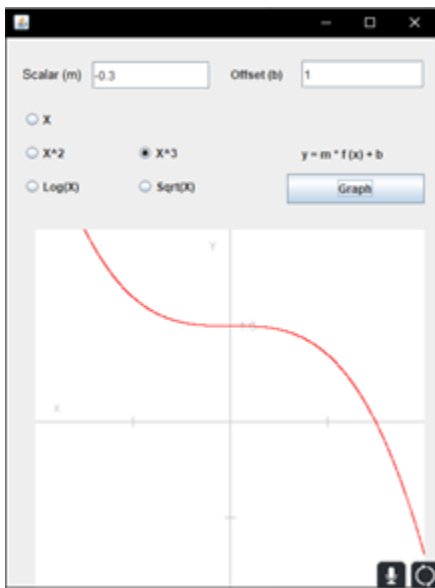 Scalar (m) -0.3 Offset (b) 1
X
X^2 X^3 y = m * f (x) + b
Log(X) Sqrt(X) Graph
y
x